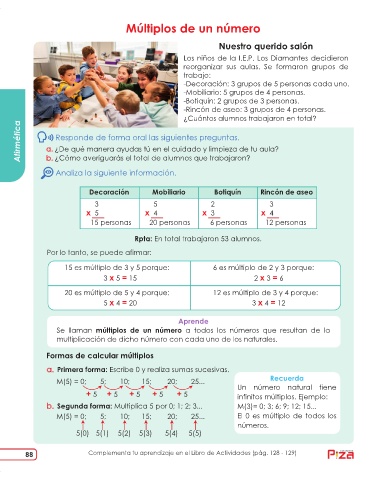 Múltiplos de un número
Nuestro querido salón
Los niños de la I.E.P. Los Diamantes decidieron
reorganizar sus aulas. Se formaron grupos de
trabajo:
-Decoración: 3 grupos de 5 personas cada uno.
-Mobiliario: 5 grupos de 4 personas.
-Botiquín: 2 grupos de 3 personas.
-Rincón de aseo: 3 grupos de 4 personas.
¿Cuántos alumnos trabajaron en total?
Aritmética
Responde de forma oral las siguientes preguntas.
a. ¿De qué manera ayudas tú en el cuidado y limpieza de tu aula?
b. ¿Cómo averiguarás el total de alumnos que trabajaron?
Analiza la siguiente información.
Decoración Mobiliario Botiquín Rincón de aseo
3 5 2 3
x 5 x 4 x 3 x 4
15 personas 20 personas 6 personas 12 personas
Rpta: En total trabajaron 53 alumnos.
Por lo tanto, se puede afirmar:
15 es múltiplo de 3 y 5 porque: 6 es múltiplo de 2 y 3 porque:
3 x 5 = 15 2 x 3 = 6
20 es múltiplo de 5 y 4 porque: 12 es múltiplo de 3 y 4 porque:
5 x 4 = 20 3 x 4 = 12
Aprende
Se llaman múltiplos de un número a todos los números que resultan de la
multiplicación de dicho número con cada uno de los naturales.
Formas de calcular múltiplos
a. Primera forma: Escribe 0 y realiza sumas sucesivas.
M(5) = 0; 5; 10; 15; 20; 25...
+ 5 + 5 + 5 + 5 + 5
b. Segunda forma: Multiplica 5 por 0; 1; 2; 3...
M(5) = 0; 5; 10; 15; 20; 25...
5(0) 5(1) 5(2) 5(3) 5(4) 5(5)
Recuerda
Un número natural tiene
infinitos múltiplos. Ejemplo:
M(3)= 0; 3; 6; 9; 12; 15...
El 0 es múltiplo de todos los
números.
88
Complementa tu aprendizaje en el Libro de Actividades (pág. 128 - 129)
Piza